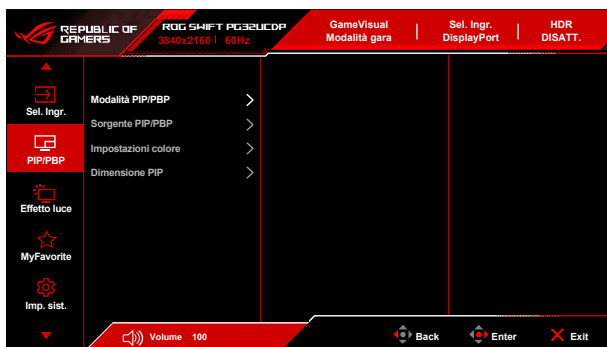 REPUBLIC OF
GAMERS
ROG SWIFT PG32UCDP
3840x2160 | 60Hz
GameVisual
Modalità gara
Sel. Ingr.
DisplayPort
HDR
DISATT.
Sel. Ingr.
PIP/PBP
Effetto luce
MyFavorite
Imp. sist.
Modalità PIP/PBP
Sorgente PIP/PBP
Impostazioni colore
Dimensione PIP
Volume 100
Back
Enter
Exit